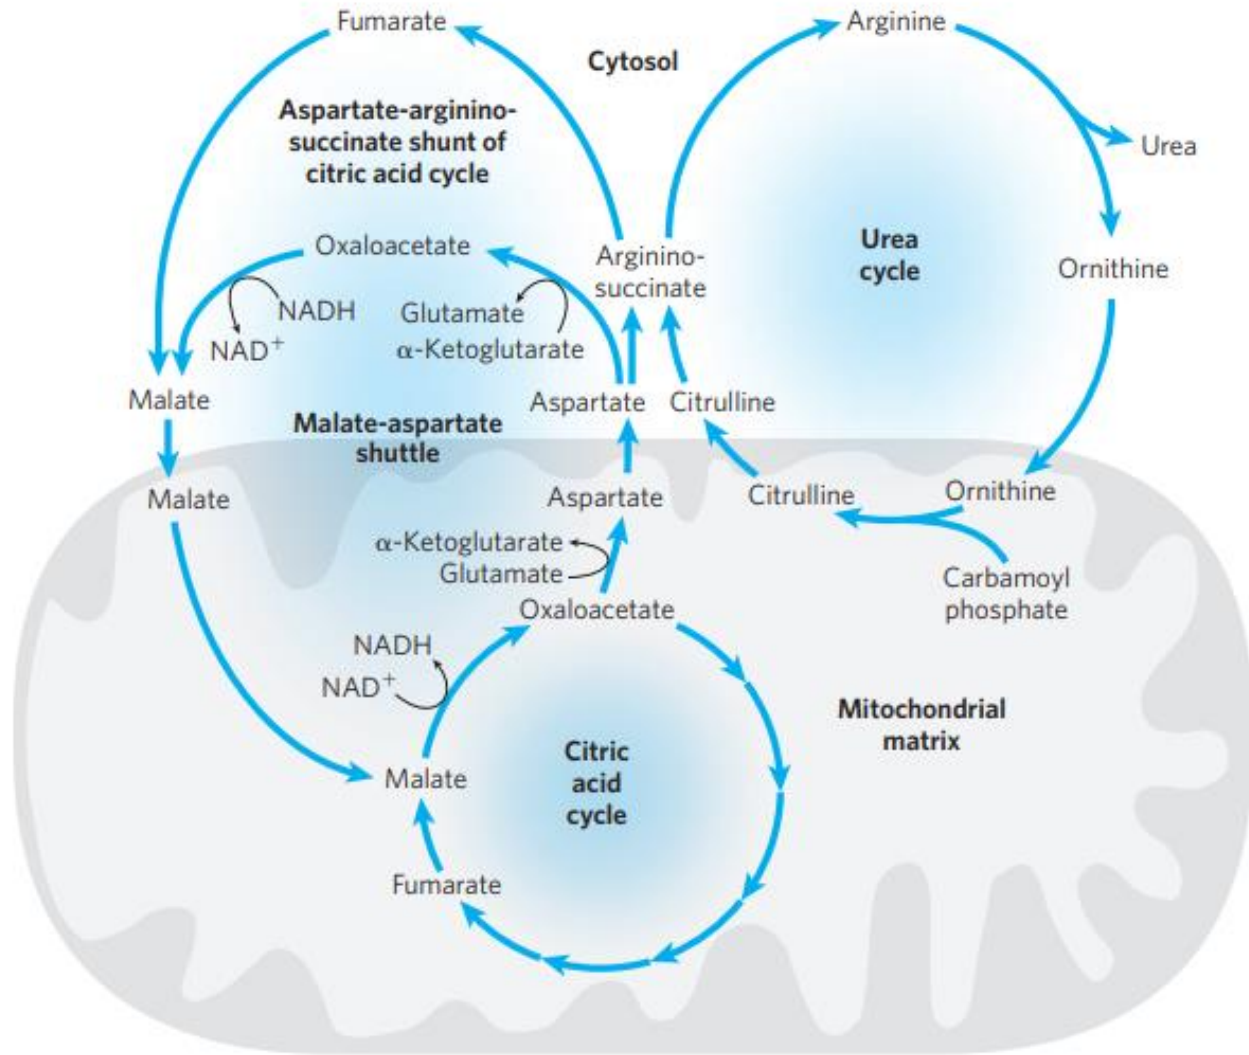 Fumarate
Arginine
Cytosol
Aspartate-arginino-
succinate shunt of
citric acid cycle
Urea
Oxaloacetate
Arginino-
succinate
Urea
cycle
Ornithine
NADH
NAD⁺
Glutamate
α-Ketoglutarate
Malate
Aspartate
Citrulline
Malate-aspartate
shuttle
Malate
Aspartate
Citrulline
Ornithine
α-Ketoglutarate
Glutamate
Carbamoyl
phosphate
Oxaloacetate
NADH
NAD⁺
Mitochondrial
matrix
Citric
acid
cycle
Malate
Fumarate